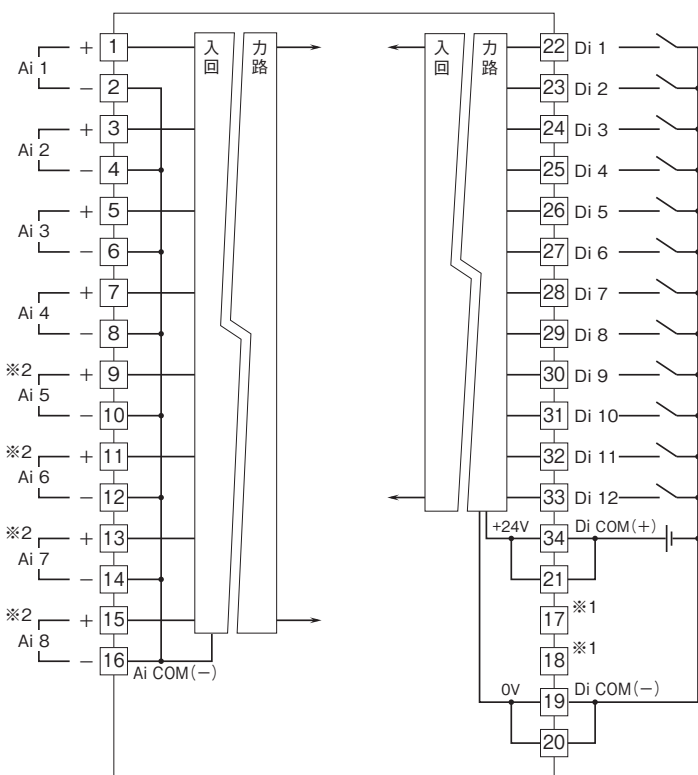 Ai 1
+ 1
− 2
Ai 2
+ 3
− 4
Ai 3
+ 5
− 6
Ai 4
+ 7
− 8
※2
Ai 5
+ 9
− 10
※2
Ai 6
+ 11
− 12
※2
Ai 7
+ 13
− 14
※2
Ai 8
+ 15
− 16
Ai COM(−)
入力
回路
入力
回路
22 Di 1
23 Di 2
24 Di 3
25 Di 4
26 Di 5
27 Di 6
28 Di 7
29 Di 8
30 Di 9
31 Di 10
32 Di 11
33 Di 12
+24V 34 Di COM(+)
21
17 ※1
18 ※1
0V 19 Di COM(−)
20